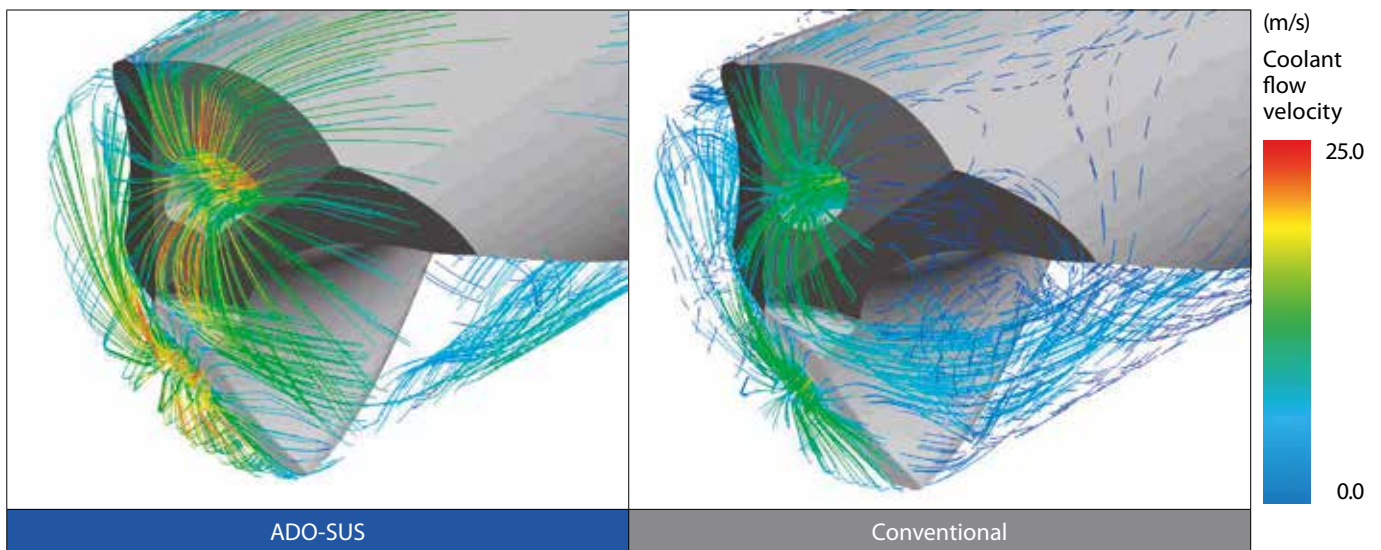 (m/s)
Coolant
flow
velocity
25.0
0.0
ADO-SUS
Conventional